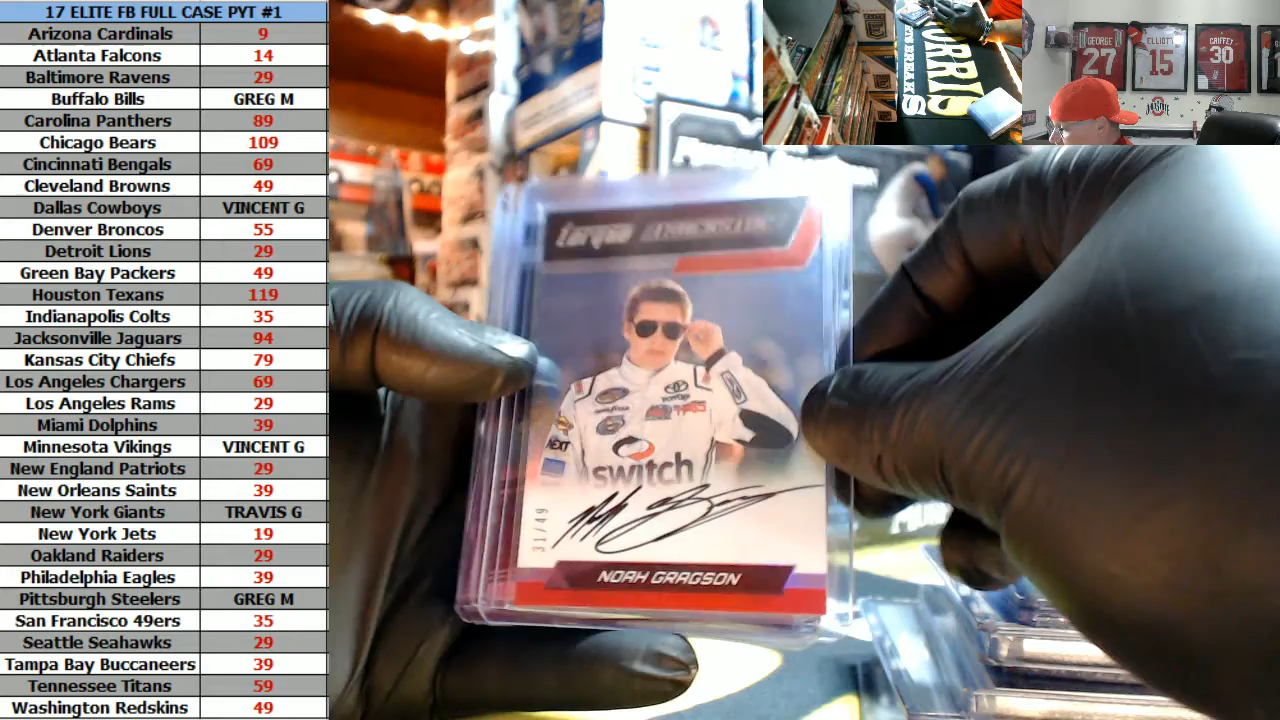 17 ELITE FB FULL CASE PYT #1
Arizona Cardinals 9
Atlanta Falcons 14
Baltimore Ravens 29
Buffalo Bills GREG M
Carolina Panthers 89
Chicago Bears 109
Cincinnati Bengals 69
Cleveland Browns 49
Dallas Cowboys VINCENT G
Denver Broncos 55
Detroit Lions 29
Green Bay Packers 49
Houston Texans 119
Indianapolis Colts 35
Jacksonville Jaguars 94
Kansas City Chiefs 79
Los Angeles Chargers 69
Los Angeles Rams 29
Miami Dolphins 39
Minnesota Vikings VINCENT G
New England Patriots 29
New Orleans Saints 39
New York Giants TRAVIS G
New York Jets 19
Oakland Raiders 29
Philadelphia Eagles 39
Pittsburgh Steelers GREG M
San Francisco 49ers 35
Seattle Seahawks 29
Tampa Bay Buccaneers 39
Tennessee Titans 59
Washington Redskins 49
torque
TOYOTA
TRD
switch
31/49
NOAH GRAGSON
GEORGE
27
ELLIOTT
15
GRIFFEY
30